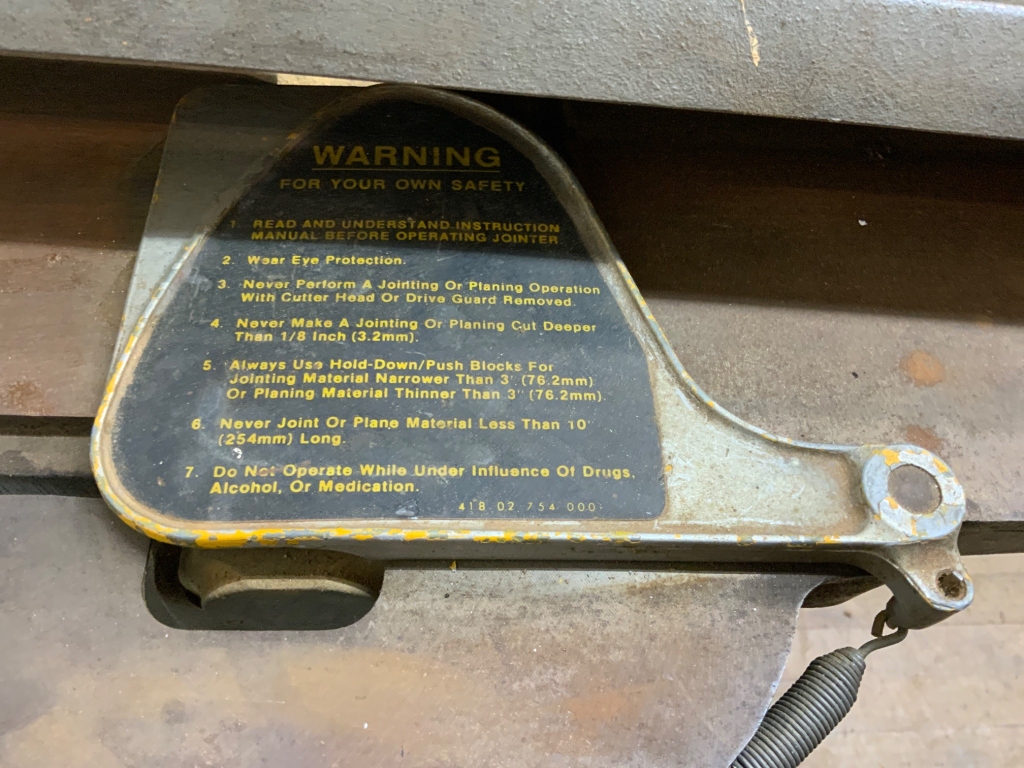 WARNING
FOR YOUR OWN SAFETY
1. READ AND UNDERSTAND INSTRUCTION
MANUAL BEFORE OPERATING JOINTER
2. Wear Eye Protection.
3. Never Perform A Jointing Or Planing Operation
With Cutter Head Or Drive Guard Removed.
4. Never Make A Jointing Or Planing Cut Deeper
Than 1/8 Inch (3.2mm).
5. Always Use Hold-Down/Push Blocks For
Jointing Material Narrower Than 3" (76.2mm)
Or Planing Material Thinner Than 3" (76.2mm).
6. Never Joint Or Plane Material Less Than 10"
(254mm) Long.
7. Do Not Operate While Under Influence Of Drugs,
Alcohol, Or Medication.
418 02 754 0001